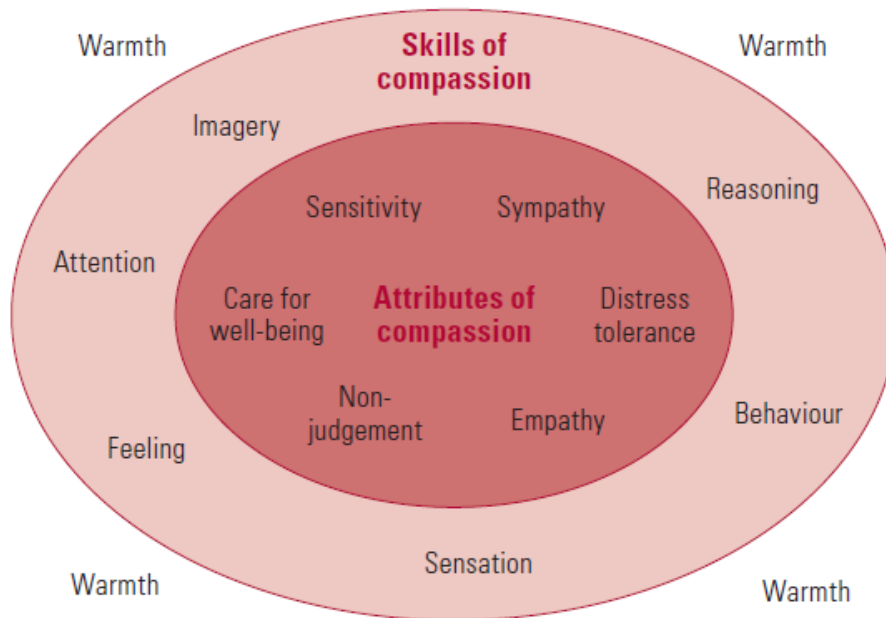 Warmth
Skills of
compassion
Warmth
Imagery
Reasoning
Sensitivity
Sympathy
Attention
Care for
well-being
Attributes of
compassion
Distress
tolerance
Non-
judgement
Empathy
Behaviour
Feeling
Sensation
Warmth
Warmth